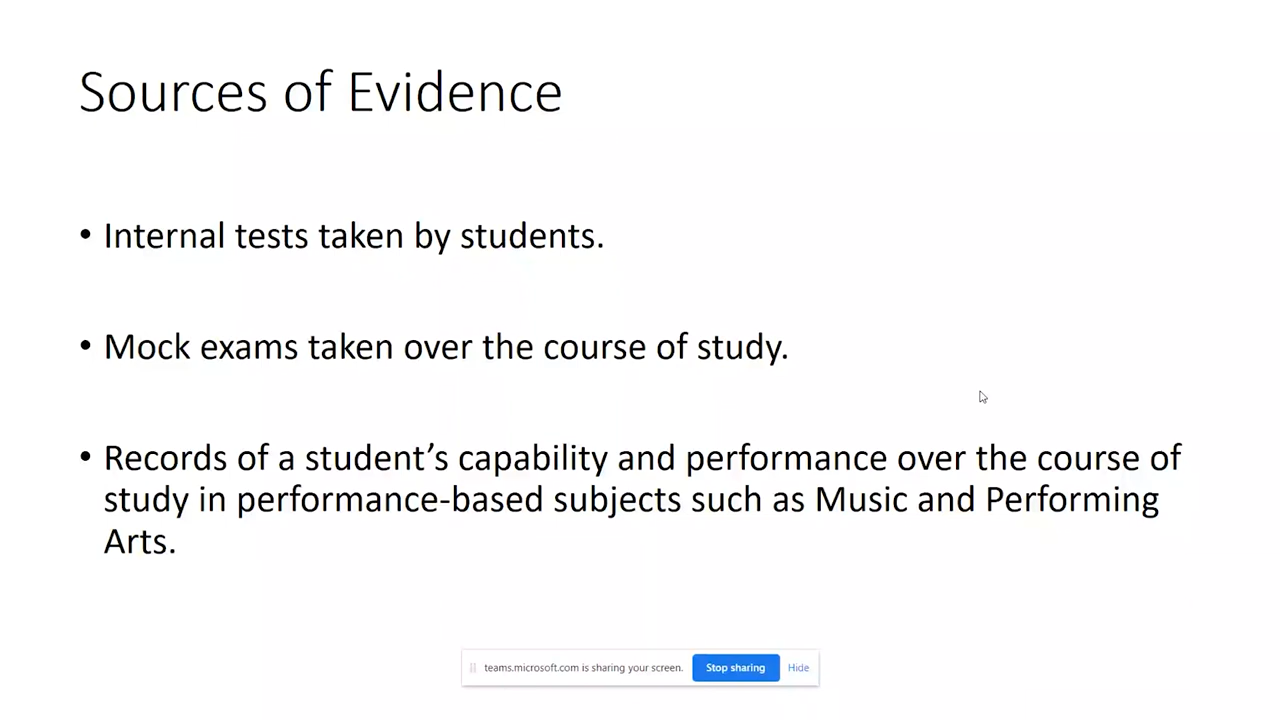 Sources of Evidence
• Internal tests taken by students.
• Mock exams taken over the course of study.
• Records of a student’s capability and performance over the course of
study in performance-based subjects such as Music and Performing
Arts.
teams.microsoft.com is sharing your screen. Stop sharing Hide